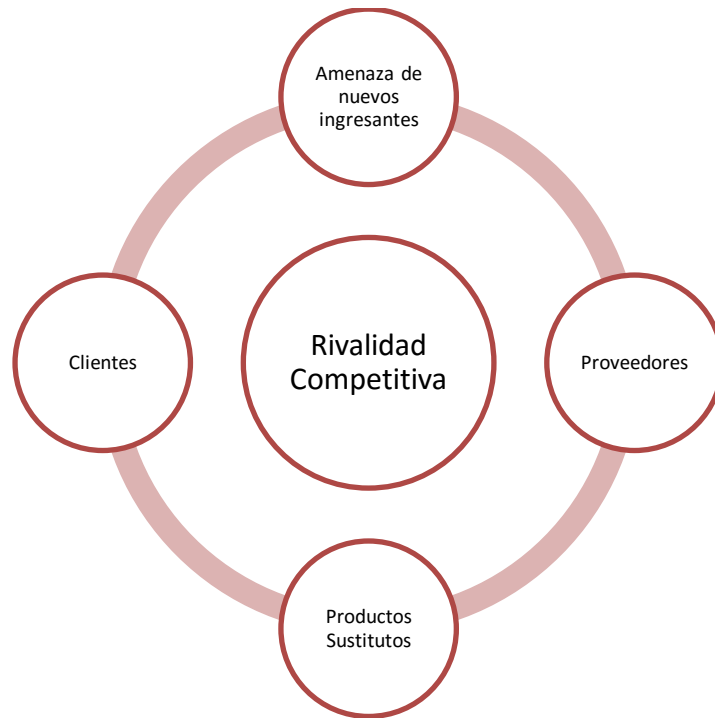 Amenaza de
nuevos
ingresantes
Clientes
Rivalidad
Competitiva
Proveedores
Productos
Sustitutos